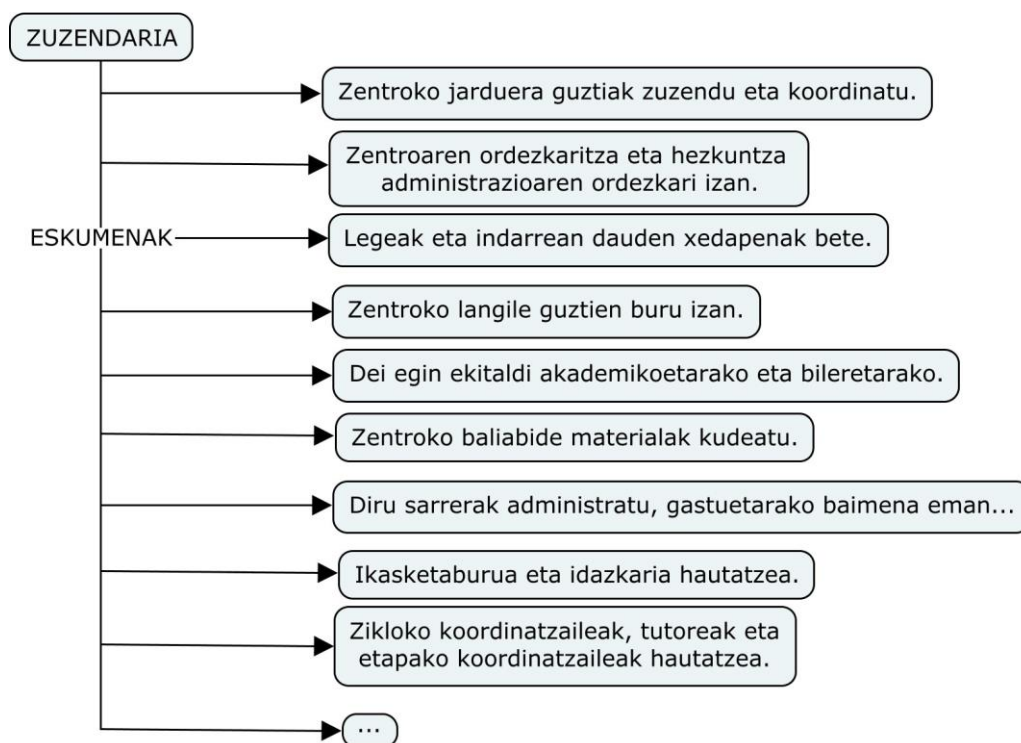 ZUZENDARIA
Zentroko jarduera guztiak zuzendu eta koordinatu.
Zentroaren ordezkaritza eta hezkuntza
administrazioaren ordezkari izan.
ESKUMENAK
Legeak eta indarrean dauden xedapenak bete.
Zentroko langile guztien buru izan.
Dei egin ekitaldi akademikoetarako eta bileretarako.
Zentroko baliabide materialak kudeatu.
Diru sarrerak administratu, gastuetarako baimena eman...
Ikasketaburua eta idazkaria hautatzea.
Zikloko koordinatzaileak, tutoreak eta
etapako koordinatzaileak hautatzea.
...